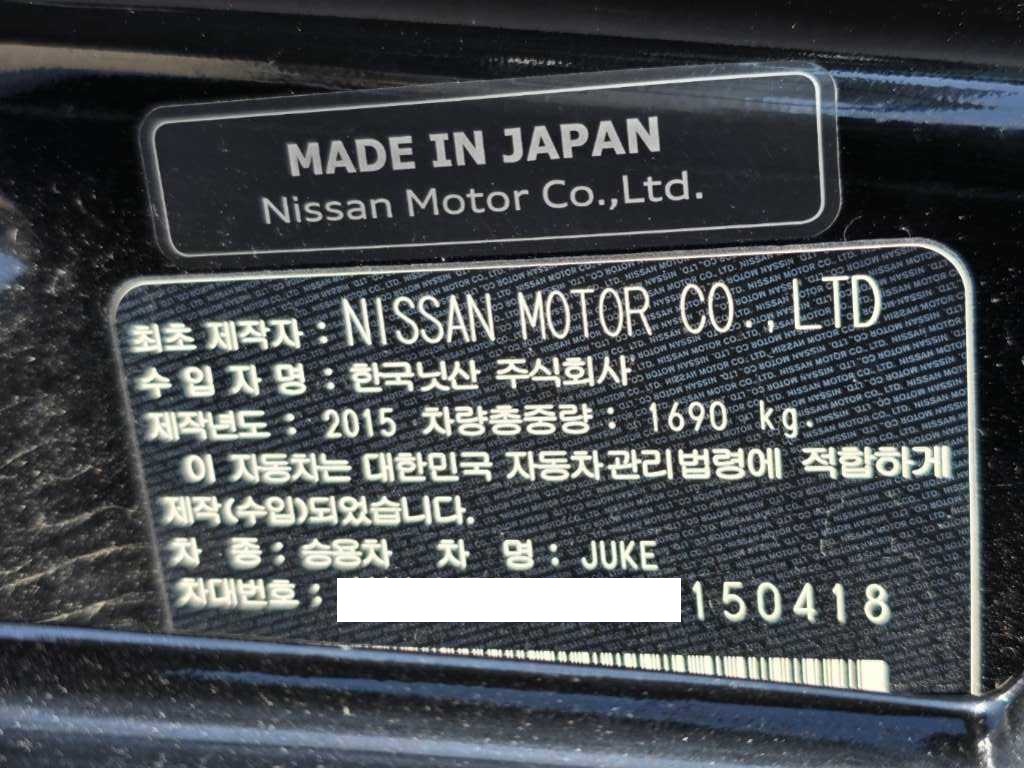 MADE IN JAPAN
Nissan Motor Co.,Ltd.
최초 제작자 : NISSAN MOTOR CO., LTD
수 입 자 명 : 한국닛산 주식회사
제작년도 : 2015 차량총중량 : 1690 kg.
이 자동차는 대한민국 자동차관리법령에 적합하게
제작(수입)되었습니다.
차 종 : 승용차 차 명 : JUKE
차대번호 : 150418